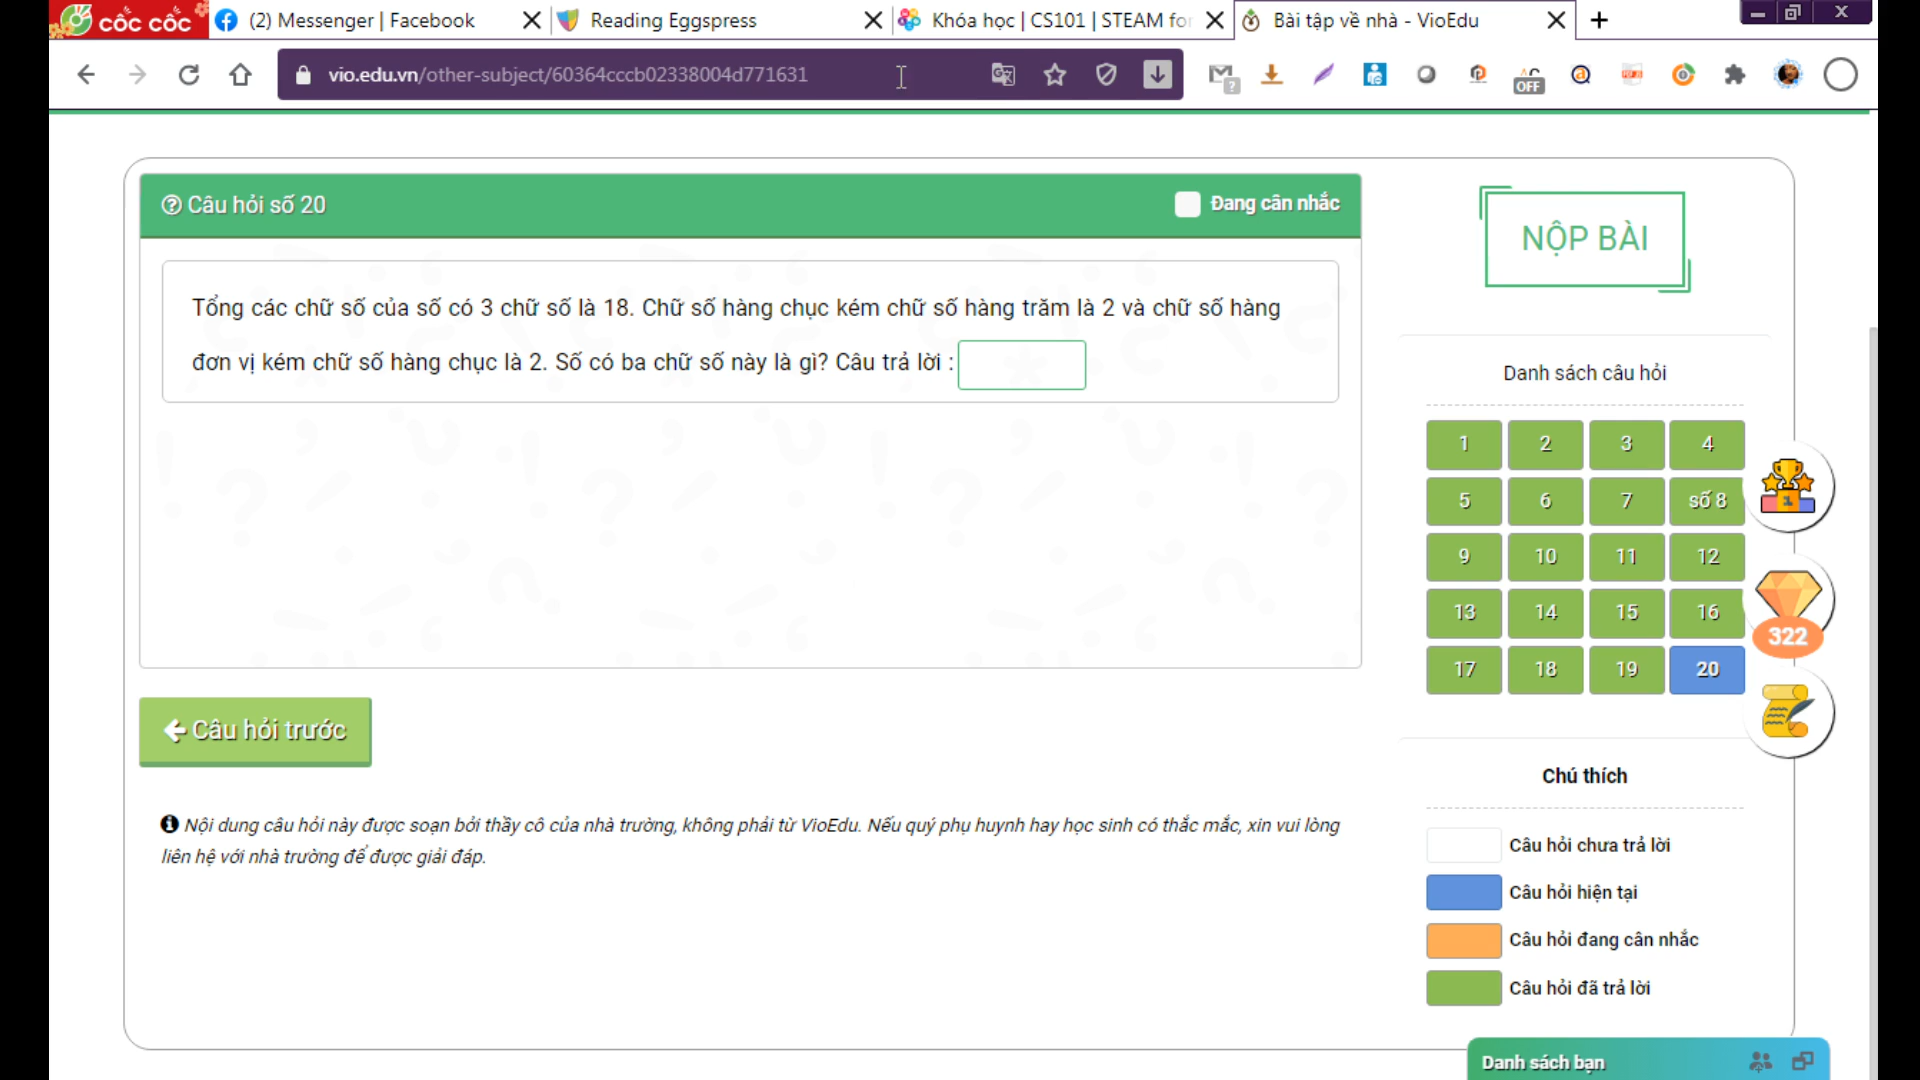 cốc cốc
(2) Messenger | Facebook
Reading Eggspress
Khóa học | CS101 | STEAM for
Bài tập về nhà - VioEdu
vio.edu.vn/other-subject/60364cccb02338004d771631
OFF
Câu hỏi số 20
Đang cân nhắc
Tổng các chữ số của số có 3 chữ số là 18. Chữ số hàng chục kém chữ số hàng trăm là 2 và chữ số hàng
đơn vị kém chữ số hàng chục là 2. Số có ba chữ số này là gì? Câu trả lời :
Câu hỏi trước
Nội dung câu hỏi này được soạn bởi thầy cô của nhà trường, không phải từ VioEdu. Nếu quý phụ huynh hay học sinh có thắc mắc, xin vui lòng
liên hệ với nhà trường để được giải đáp.
NỘP BÀI
Danh sách câu hỏi
1 2 3 4
5 6 7 số 8
9 10 11 12
13 14 15 16
17 18 19 20
322
Chú thích
Câu hỏi chưa trả lời
Câu hỏi hiện tại
Câu hỏi đang cân nhắc
Câu hỏi đã trả lời
Danh sách bạn